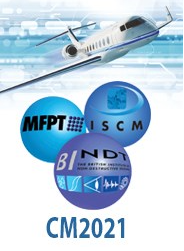 MFPT
ISCM
BINDT
THE BRITISH INSTITUTE OF
NON-DESTRUCTIVE TESTING
CM2021